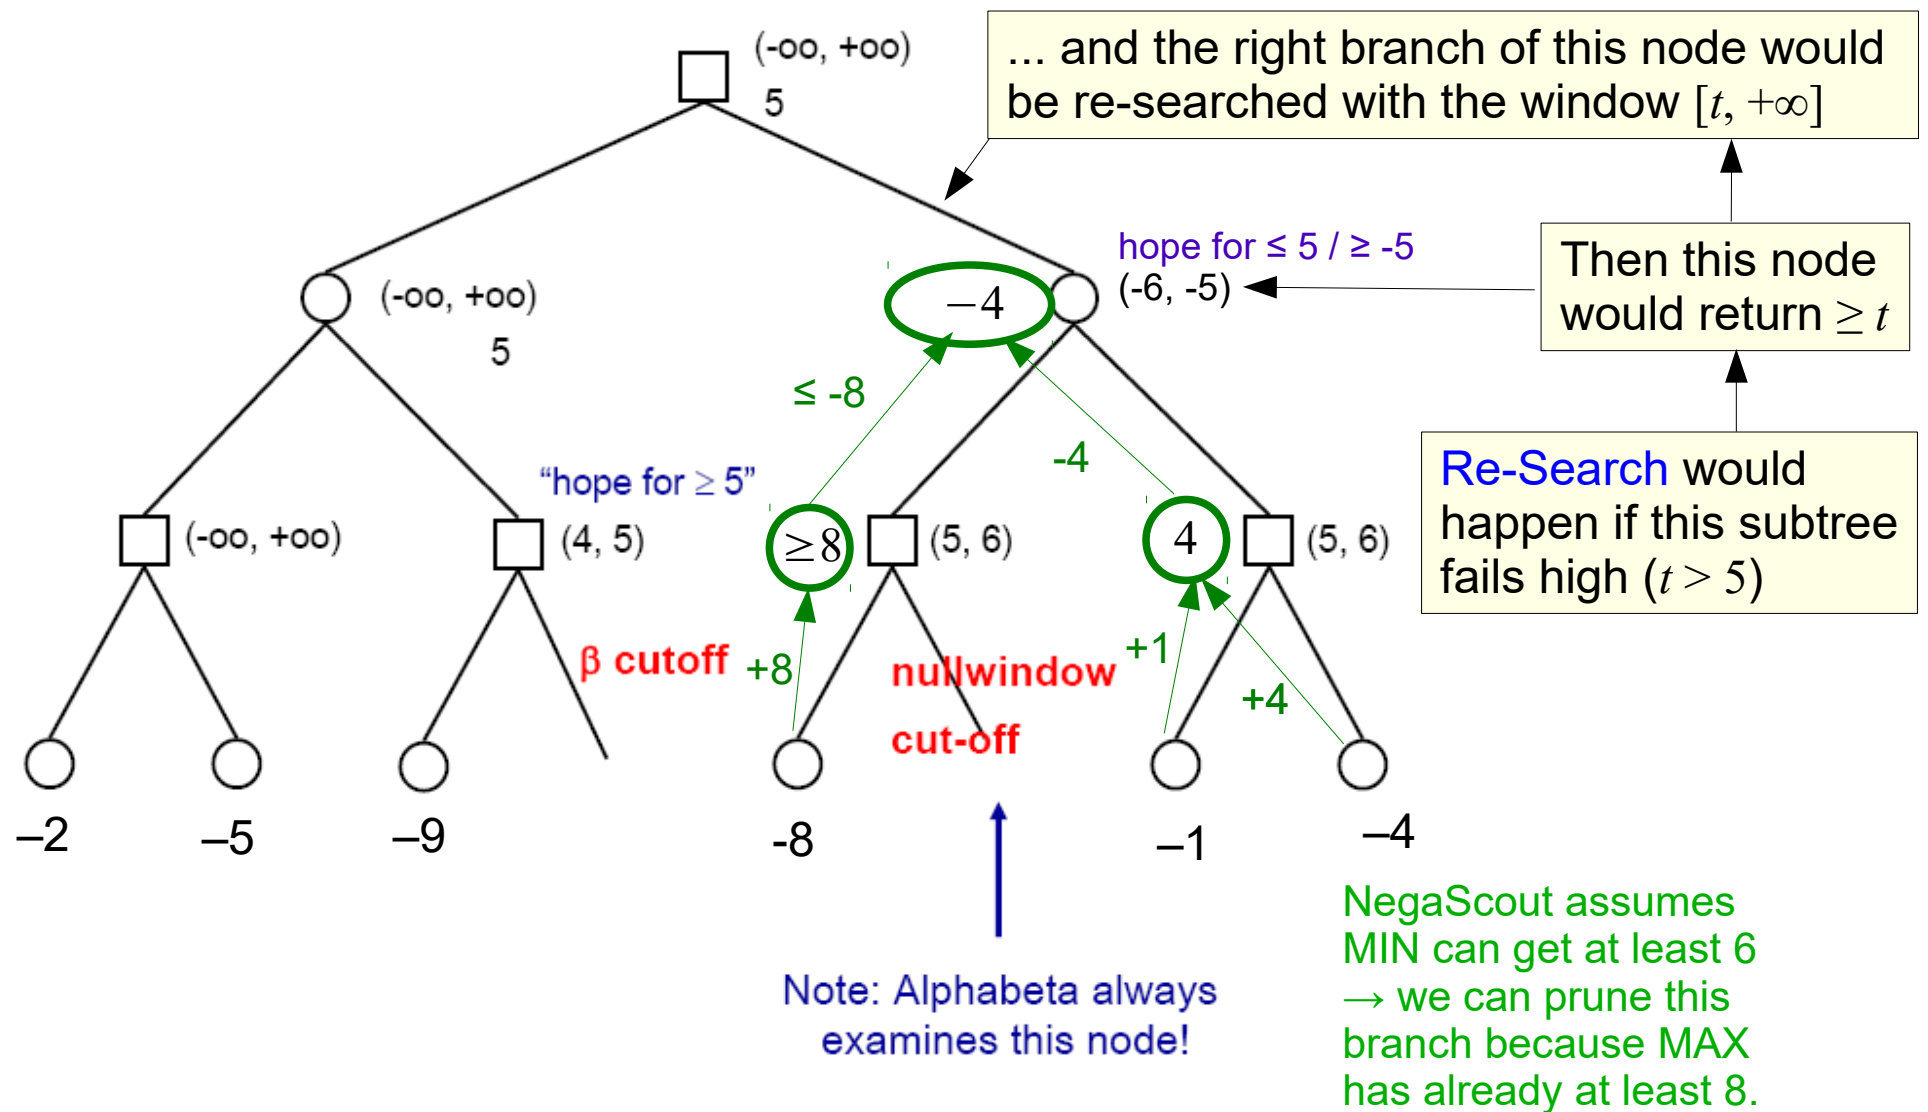 (-oo, +oo)
5
... and the right branch of this node would
be re-searched with the window [t, +∞]
hope for ≤ 5 / ≥ -5
(-6, -5)
Then this node
would return ≥ t
(-oo, +oo)
5
−4
≤ -8
-4
Re-Search would
happen if this subtree
fails high (t > 5)
“hope for ≥ 5”
(-oo, +oo)
(4, 5)
≥8
(5, 6)
4
(5, 6)
β cutoff
+8
nullwindow
cut-off
+1
+4
–2
–5
–9
-8
–1
–4
Note: Alphabeta always
examines this node!
NegaScout assumes
MIN can get at least 6
→ we can prune this
branch because MAX
has already at least 8.